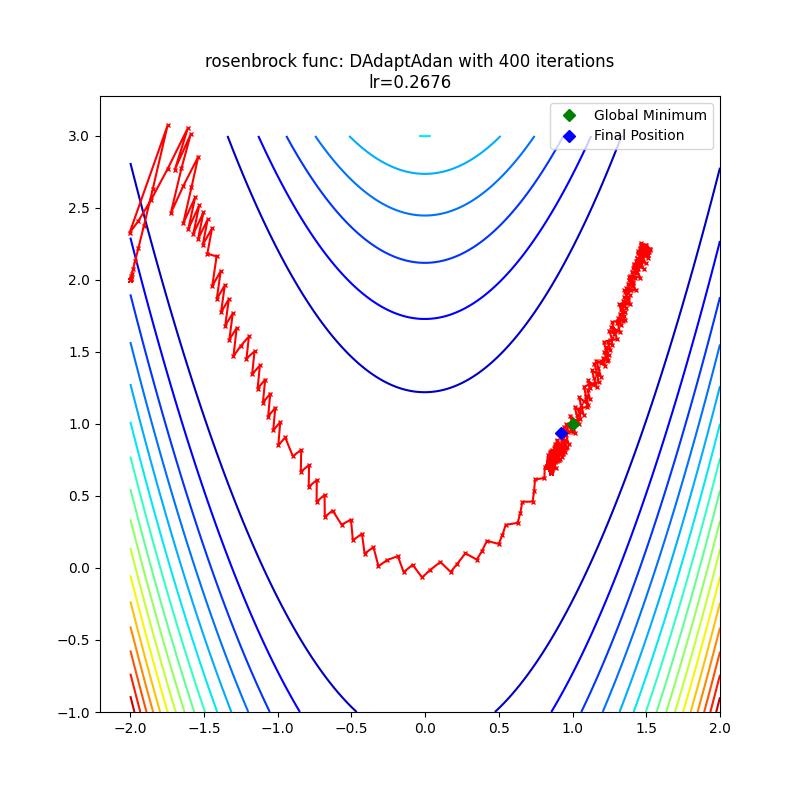 rosenbrock func: DAdaptAdan with 400 iterations
lr=0.2676
Global Minimum
Final Position
3.0
2.5
2.0
1.5
1.0
0.5
0.0
−0.5
−1.0
−2.0 −1.5 −1.0 −0.5 0.0 0.5 1.0 1.5 2.0